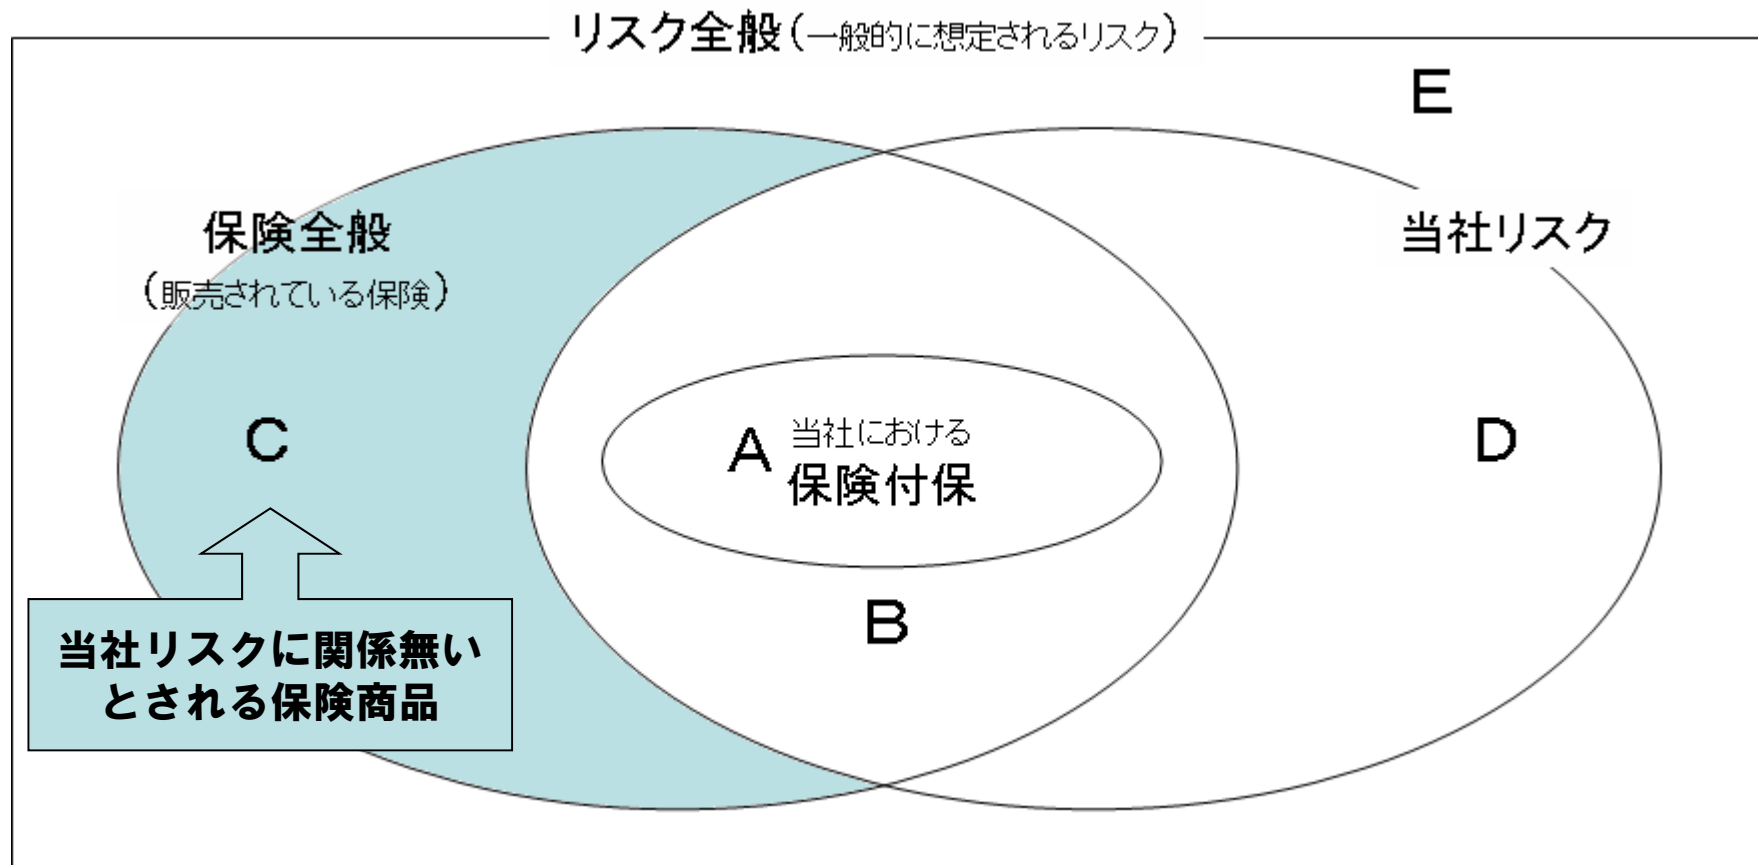 リスク全般(一般的に想定されるリスク)
E
保険全般
(販売されている保険)
当社リスク
C
A 当社における
保険付保
D
B
当社リスクに関係無い
とされる保険商品